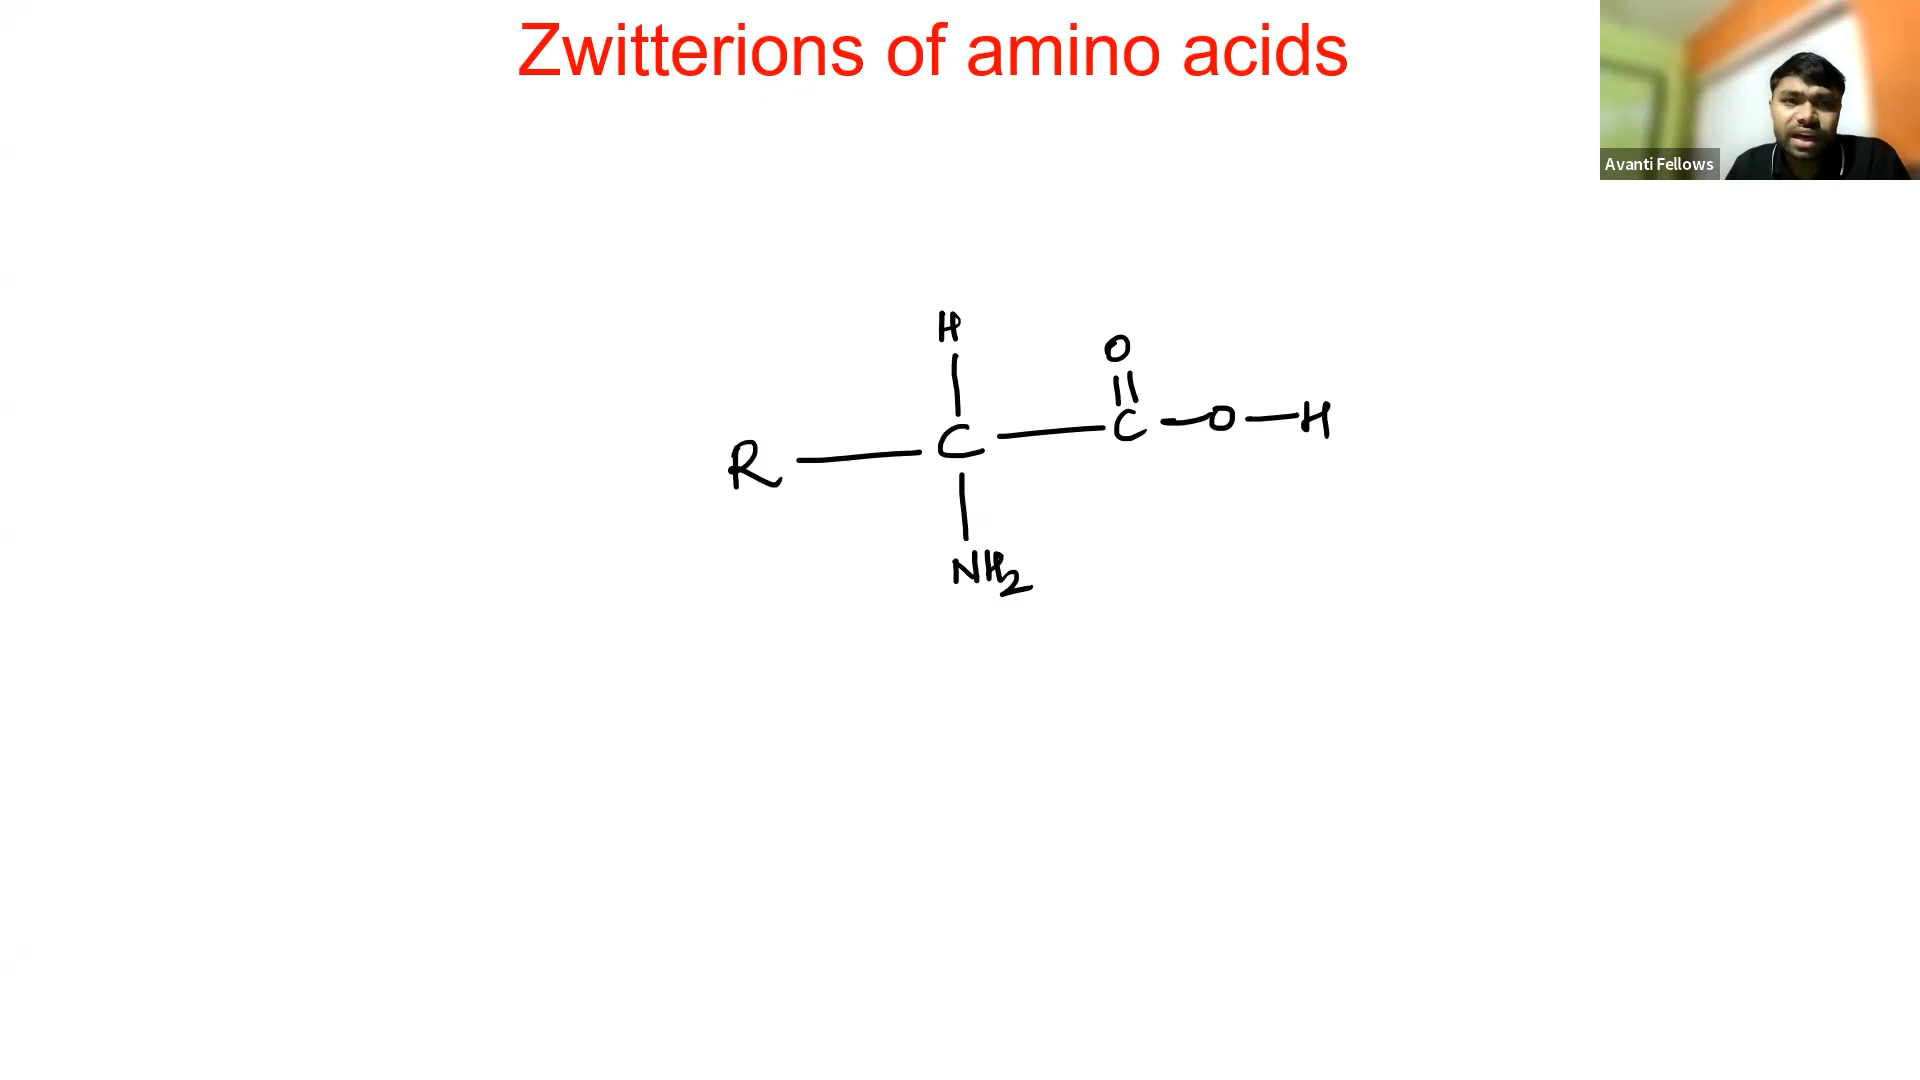 Zwitterions of amino acids
Avanti Fellows
H
O
R C C O H
NH2